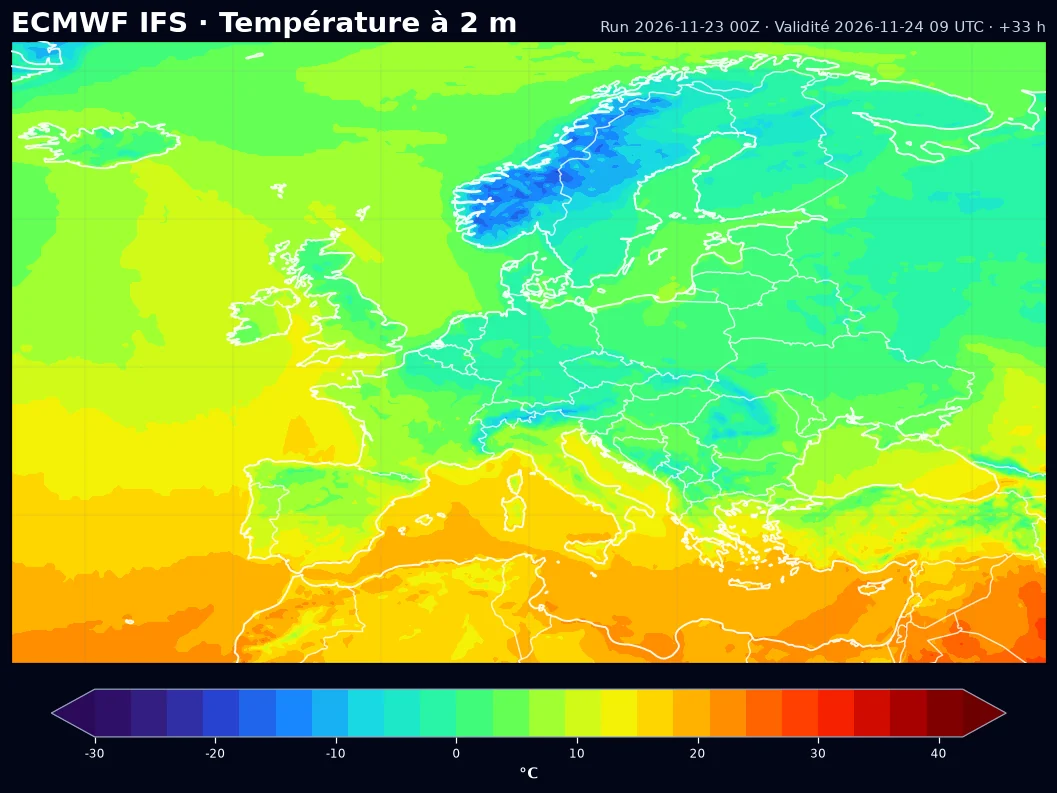 ECMWF IFS · Température à 2 m
Run 2026-11-23 00Z · Validité 2026-11-24 09 UTC · +33 h
-30 -20 -10 0 10 20 30 40
°C